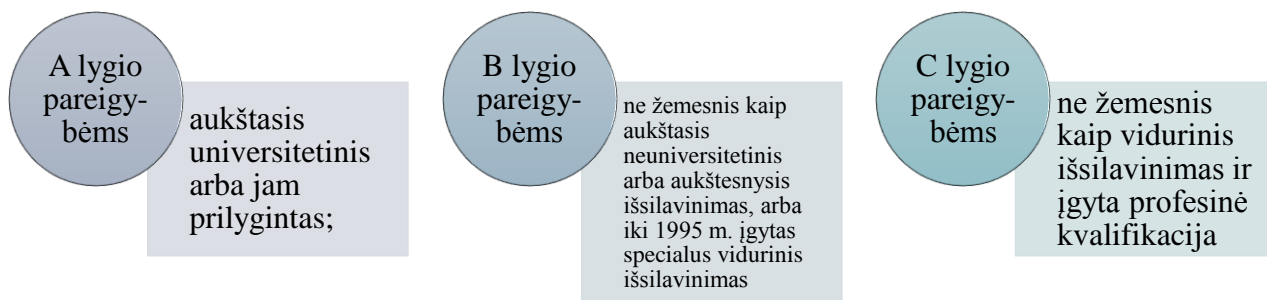 A lygio
pareigy-
bėms
aukštasis
universitetinis
arba jam
prilygintas;
B lygio
pareigy-
bėms
ne žemesnis kaip
aukštasis
neuniversitetinis
arba aukštesnysis
išsilavinimas, arba
iki 1995 m. įgytas
specialus vidurinis
išsilavinimas
C lygio
pareigy-
bėms
ne žemesnis
kaip vidurinis
išsilavinimas ir
įgyta profesinė
kvalifikacija